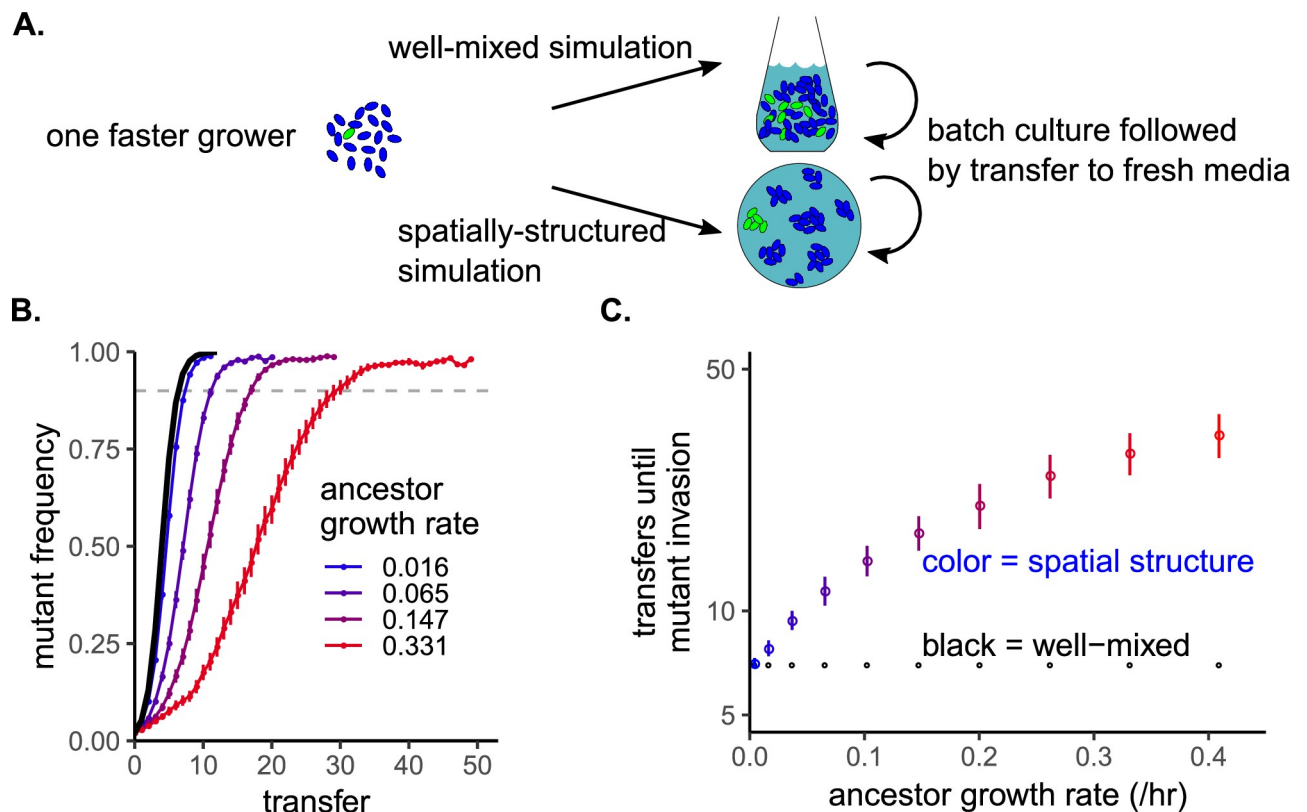 A.
well-mixed simulation
one faster grower
batch culture followed
by transfer to fresh media
spatially-structured
simulation
B.
1.00
0.75
0.50
0.25
0.00
mutant frequency
0 10 20 30 40 50
transfer
ancestor
growth rate
0.016
0.065
0.147
0.331
C.
50
10
5
transfers until
mutant invasion
color = spatial structure
black = well−mixed
0.0 0.1 0.2 0.3 0.4
ancestor growth rate (/hr)